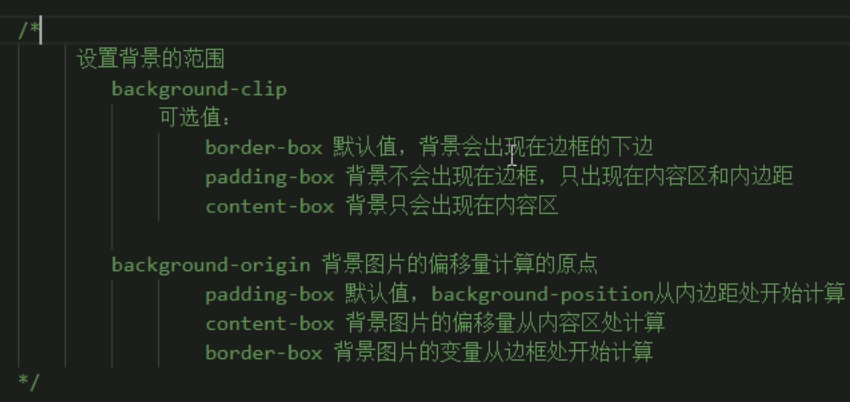 /*
设置背景的范围
background-clip
可选值：
border-box 默认值，背景会出现在边框的下边
padding-box 背景不会出现在边框，只出现在内容区和内边距
content-box 背景只会出现在内容区
background-origin 背景图片的偏移量计算的原点
padding-box 默认值，background-position从内边距处开始计算
content-box 背景图片的偏移量从内容区处计算
border-box 背景图片的变量从边框处开始计算
*/